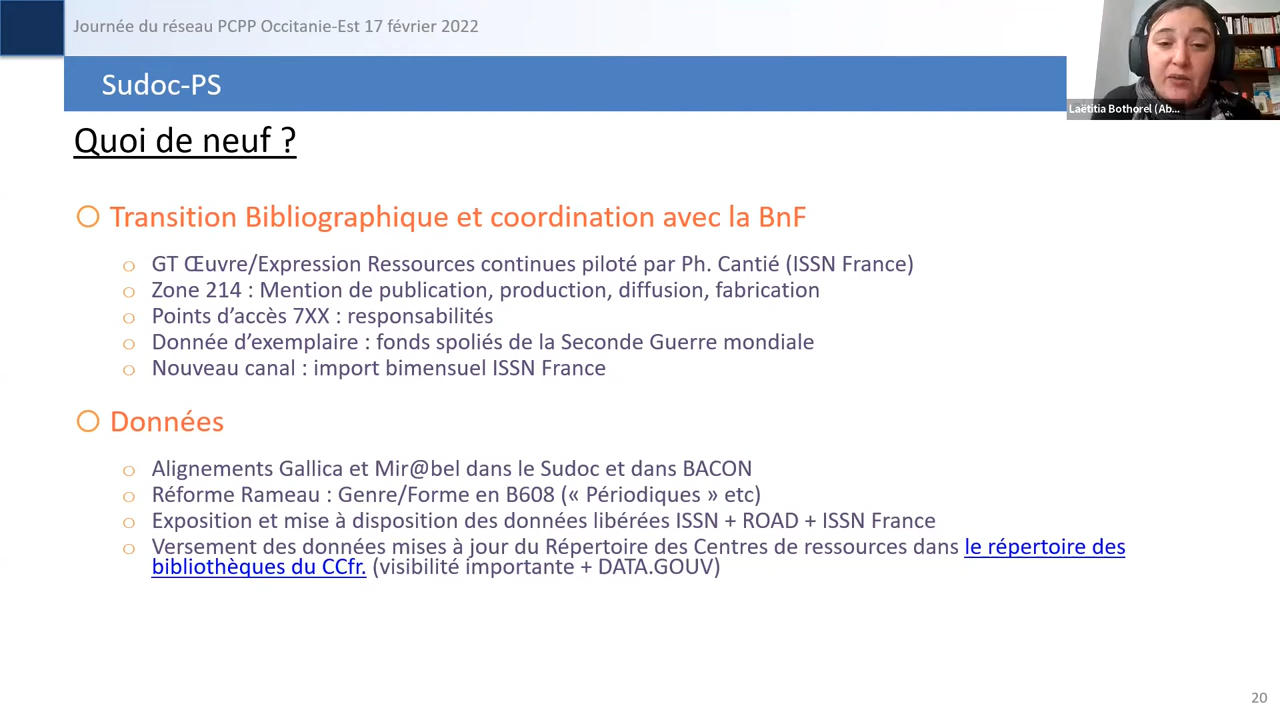 Journée du réseau PCPP Occitanie-Est 17 février 2022
Sudoc-PS
Laëtitia Bothorel (Ab...
Quoi de neuf ?
Transition Bibliographique et coordination avec la BnF
GT Œuvre/Expression Ressources continues piloté par Ph. Cantié (ISSN France)
Zone 214 : Mention de publication, production, diffusion, fabrication
Points d'accès 7XX : responsabilités
Donnée d'exemplaire : fonds spoliés de la Seconde Guerre mondiale
Nouveau canal : import bimensuel ISSN France
Données
Alignements Gallica et Mir@bel dans le Sudoc et dans BACON
Réforme Rameau : Genre/Forme en B608 (« Périodiques » etc)
Exposition et mise à disposition des données libérées ISSN + ROAD + ISSN France
Versement des données mises à jour du Répertoire des Centres de ressources dans le répertoire des
bibliothèques du CCfr. (visibilité importante + DATA.GOUV)
20